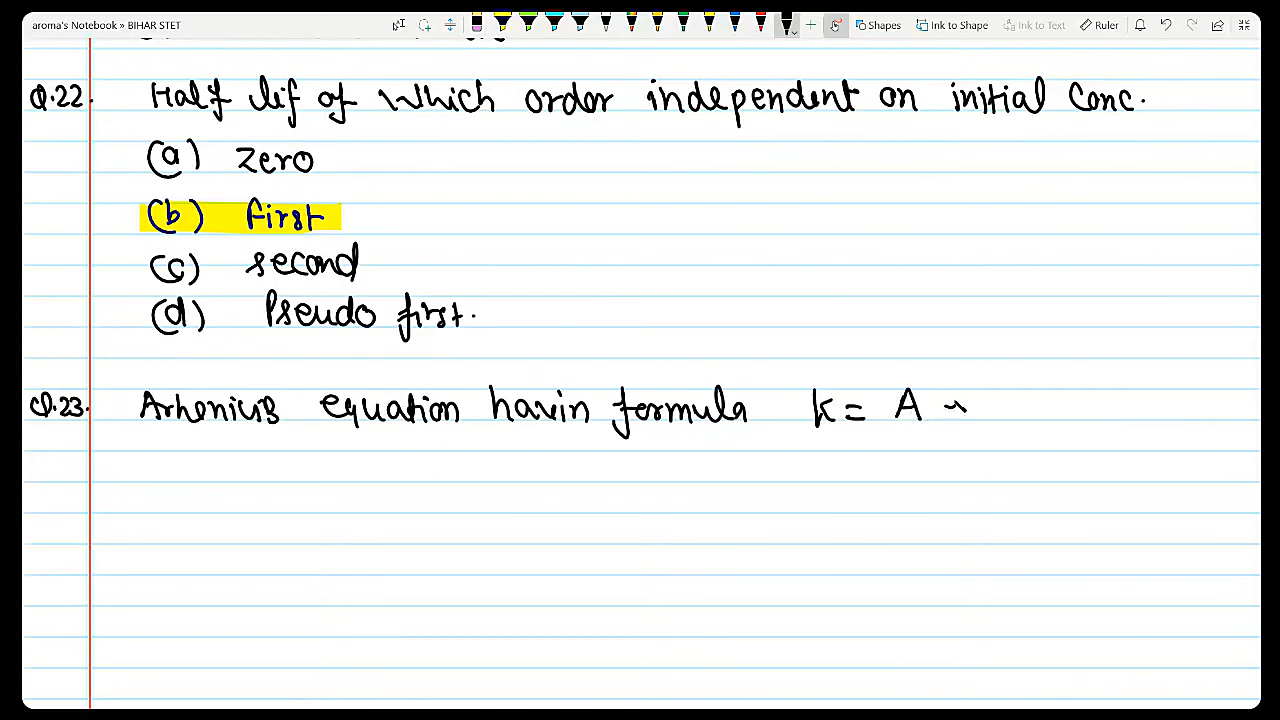 aroma's Notebook » BIHAR STET
Shapes Ink to Shape Ink to Text Ruler
Q.22. Half lif of which order independent on initial conc.
(a) zero
(b) first
(c) second
(d) Pseudo first.
Q.23. Arhenius equation havin formula k = A